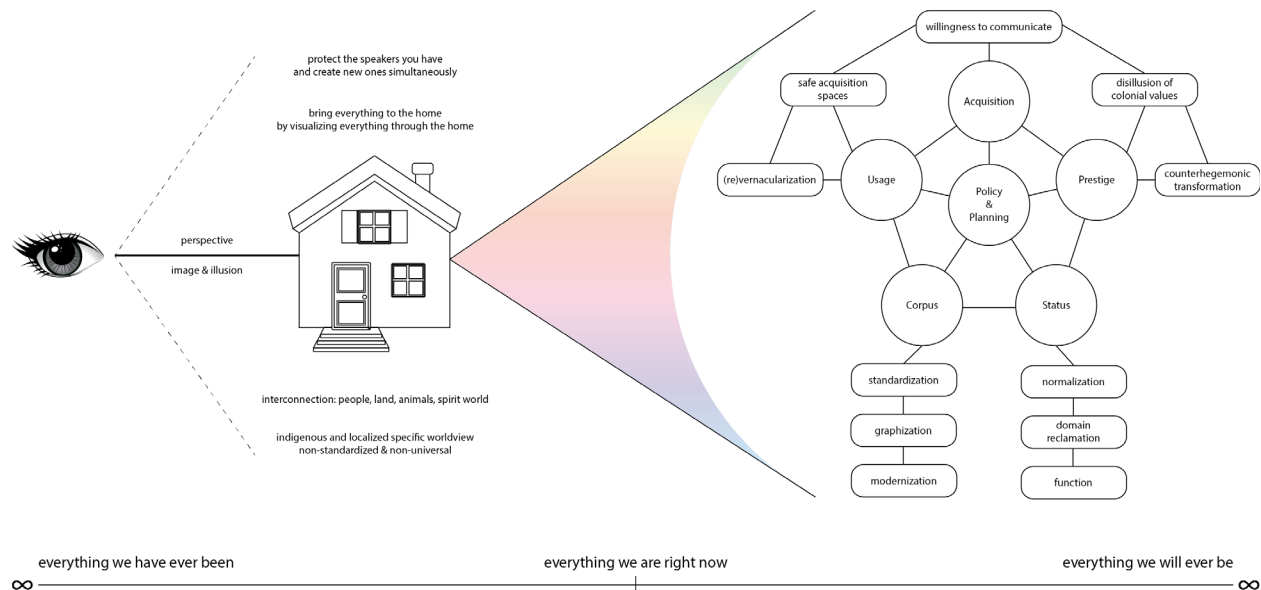 protect the speakers you have
and create new ones simultaneously
bring everything to the home
by visualizing everything through the home
perspective
image & illusion
interconnection: people, land, animals, spirit world
indigenous and localized specific worldview
non-standardized & non-universal
willingness to communicate
safe acquisition
spaces
disillusion of
colonial values
Acquisition
(re)vernacularization
Usage
Policy
&
Planning
Prestige
counterhegemonic
transformation
Corpus
Status
standardization
graphization
modernization
normalization
domain
reclamation
function
everything we have ever been
everything we are right now
everything we will ever be
∞
∞